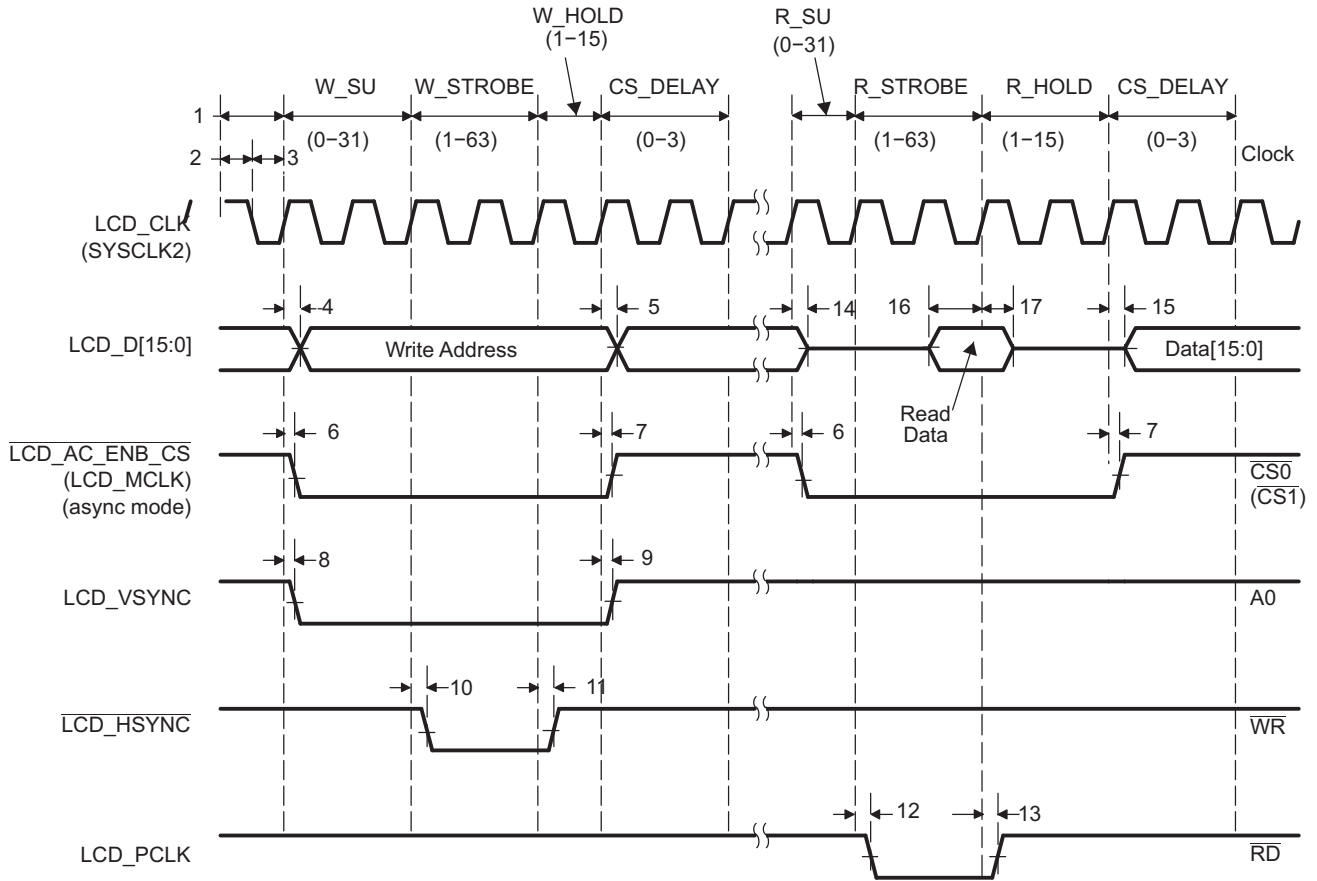 W_HOLD
(1−15)
R_SU
(0−31)
W_SU
W_STROBE
CS_DELAY
R_STROBE
R_HOLD
CS_DELAY
1
(0−31)
(1−63)
(0−3)
(1−63)
(1−15)
(0−3)
2
3
Clock
LCD_CLK
(SYSCLK2)
4
5
14
16
17
15
LCD_D[15:0]
Write Address
Data[15:0]
Read
Data
6
7
6
7
LCD_AC_ENB_CS
(LCD_MCLK)
(async mode)
CS0
(CS1)
8
9
LCD_VSYNC
A0
10
11
LCD_HSYNC
WR
12
13
LCD_PCLK
RD